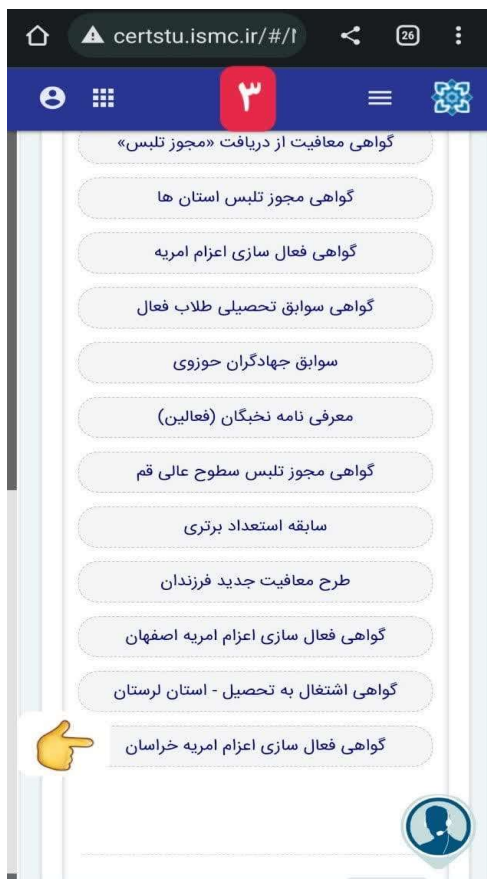 certstu.ismc.ir/#/
26
۳
گواهی معافیت از دریافت «مجوز تلبس»
گواهی مجوز تلبس استان ها
گواهی فعال سازی اعزام امریه
گواهی سوابق تحصیلی طلاب فعال
سوابق جهادگران حوزوی
معرفی نامه نخبگان (فعالین)
گواهی مجوز تلبس سطوح عالی قم
سابقه استعداد برتری
طرح معافیت جدید فرزندان
گواهی فعال سازی اعزام امریه اصفهان
گواهی اشتغال به تحصیل - استان لرستان
گواهی فعال سازی اعزام امریه خراسان